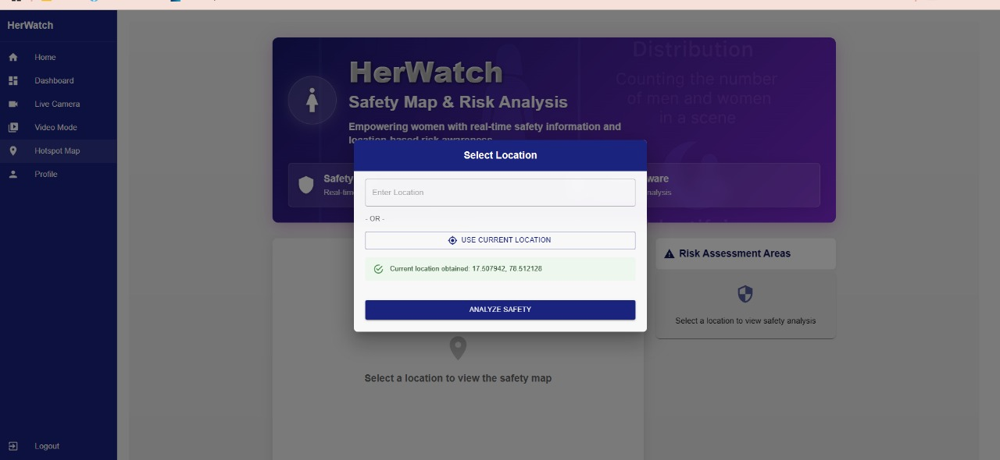 HerWatch
Home
Dashboard
Live Camera
Video Mode
Hotspot Map
Profile
Logout
HerWatch
Safety Map & Risk Analysis
Empowering women with real-time safety information and
location-based risk awareness
Distribution
Counting the number
of men and women
in a scene
Safety
Real-tim
ware
nalysis
Select Location
Enter Location
- OR -
USE CURRENT LOCATION
Current location obtained: 17.507942, 78.512128
ANALYZE SAFETY
Select a location to view the safety map
Risk Assessment Areas
Select a location to view safety analysis